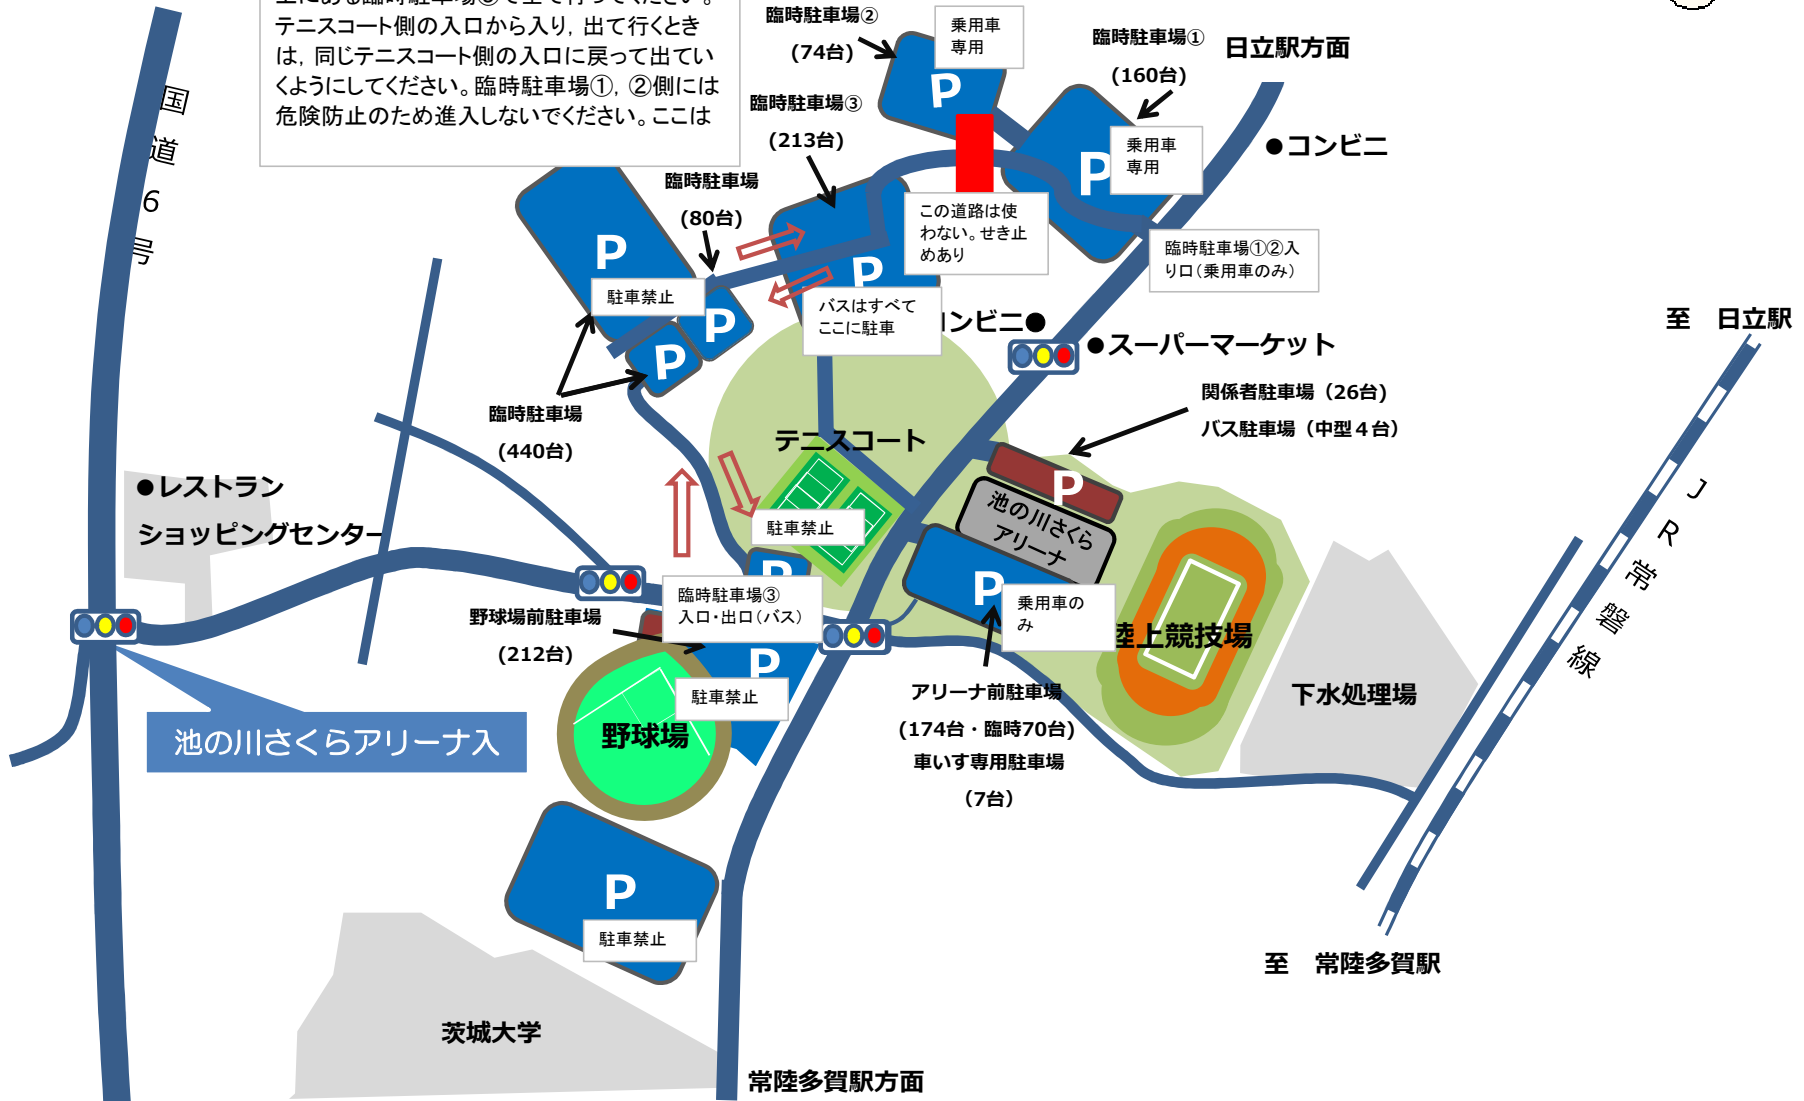 テニスコート側の入口から入り，出て行くとき
は，同じテニスコート側の入口に戻って出てい
くようにしてください。臨時駐車場①，②側には
危険防止のため進入しないでください。ここは
臨時駐車場②
(74台)
乗用車
専用
臨時駐車場①
(160台)
日立駅方面
国道6号
臨時駐車場③
(213台)
乗用車
専用
●コンビニ
臨時駐車場
(80台)
P
P
P
P
この道路は使
わない。せき止
めあり
臨時駐車場①②入
り口（乗用車のみ）
駐車禁止
バスはすべて
ここに駐車
ンビニ●
P
P
●スーパーマーケット
至　日立駅
関係者駐車場（26台)
バス駐車場（中型４台）
臨時駐車場
(440台)
テニスコート
●レストラン
ショッピングセンター
P
池の川さくら
アリーナ
駐車禁止
JR常磐線
P
P
乗用車の
み
臨時駐車場③
入口・出口（バス）
野球場前駐車場
(212台)
P
陸上競技場
駐車禁止
野球場
アリーナ前駐車場
(174台・臨時70台)
車いす専用駐車場
（7台）
下水処理場
池の川さくらアリーナ入
P
駐車禁止
至　常陸多賀駅
茨城大学
常陸多賀駅方面